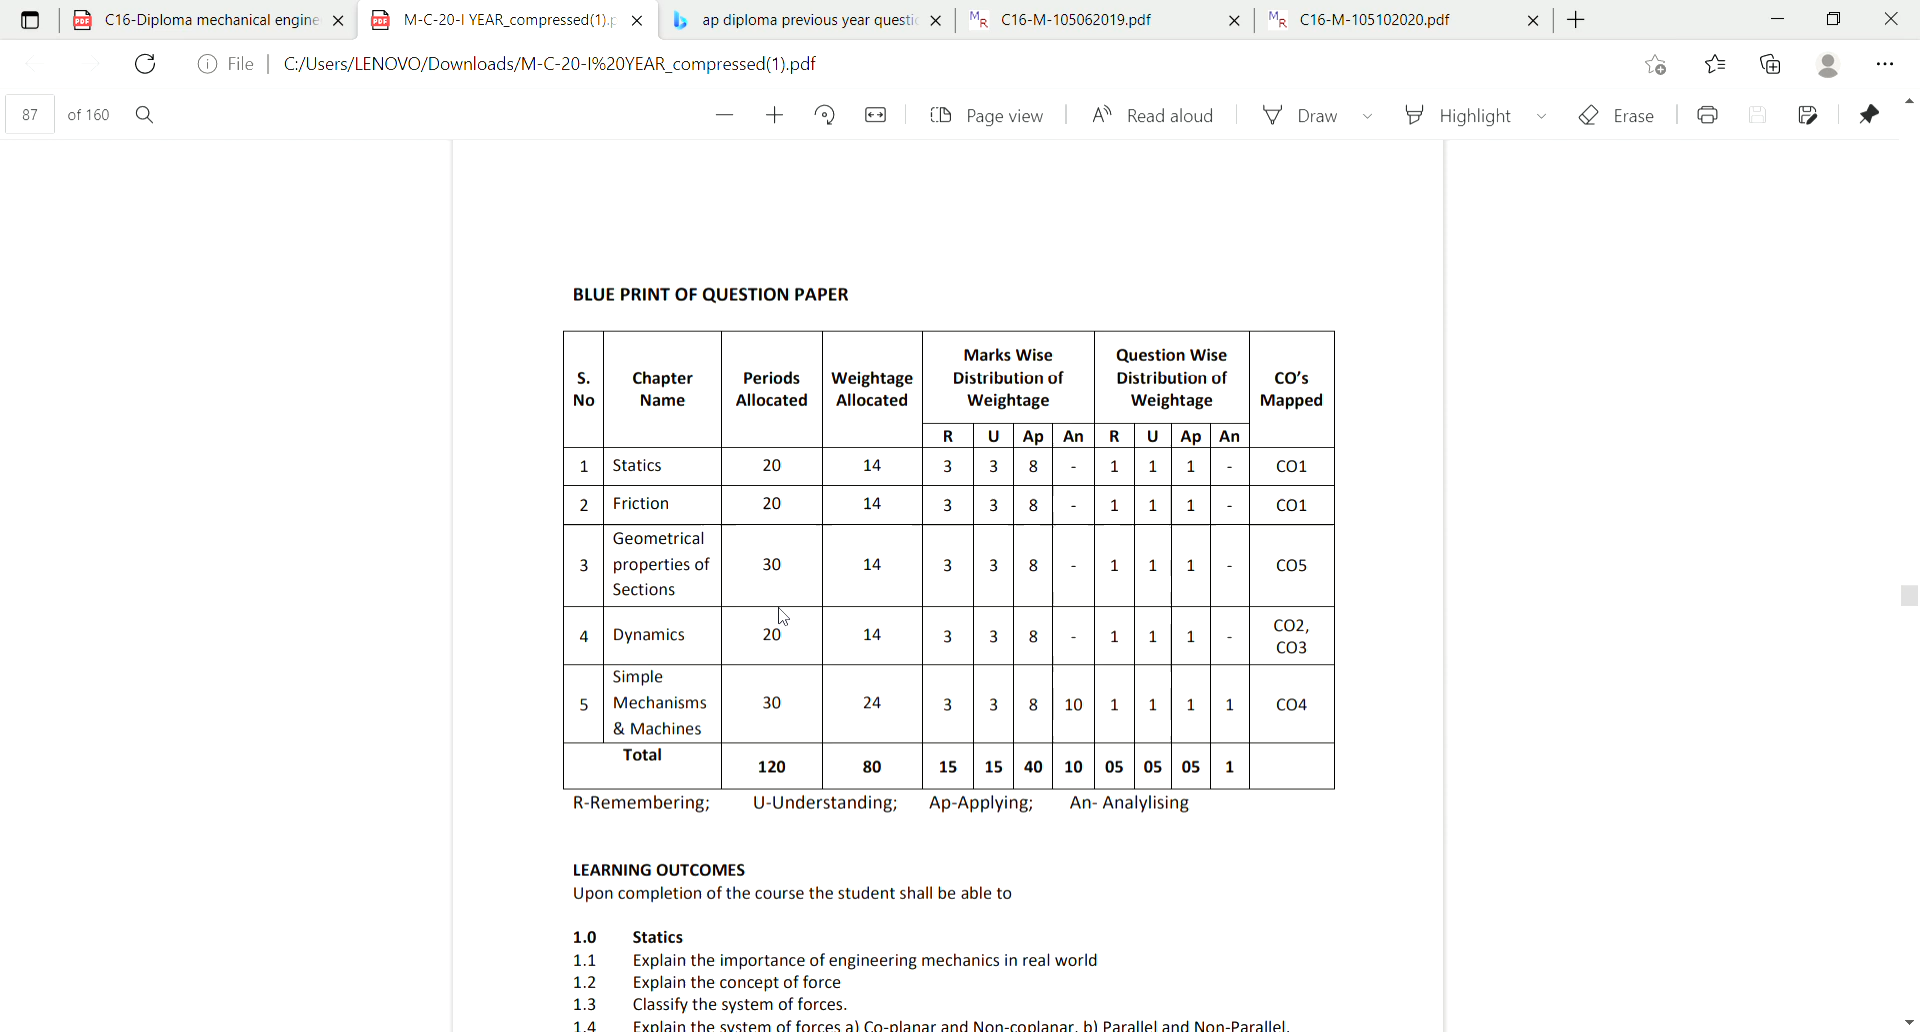 C16-Diploma mechanical engine
M-C-20-I YEAR_compressed(1).p
ap diploma previous year questic
C16-M-105062019.pdf
C16-M-105102020.pdf
File
C:/Users/LENOVO/Downloads/M-C-20-I%20YEAR_compressed(1).pdf
87 of 160
Page view
Read aloud
Draw
Highlight
Erase
BLUE PRINT OF QUESTION PAPER
S. No Chapter Name Periods Allocated Weightage Allocated Marks Wise Distribution of Weightage Question Wise Distribution of Weightage CO's Mapped
R U Ap An R U Ap An
1 Statics 20 14 3 3 8 - 1 1 1 - CO1
2 Friction 20 14 3 3 8 - 1 1 1 - CO1
3 Geometrical properties of Sections 30 14 3 3 8 - 1 1 1 - CO5
4 Dynamics 20 14 3 3 8 - 1 1 1 - CO2, CO3
5 Simple Mechanisms & Machines 30 24 3 3 8 10 1 1 1 1 CO4
Total 120 80 15 15 40 10 05 05 05 1
R-Remembering; U-Understanding; Ap-Applying; An- Analylising
LEARNING OUTCOMES
Upon completion of the course the student shall be able to
1.0 Statics
1.1 Explain the importance of engineering mechanics in real world
1.2 Explain the concept of force
1.3 Classify the system of forces.
1.4 Explain the system of forces a) Co-planar and Non-coplanar, b) Parallel and Non-Parallel,